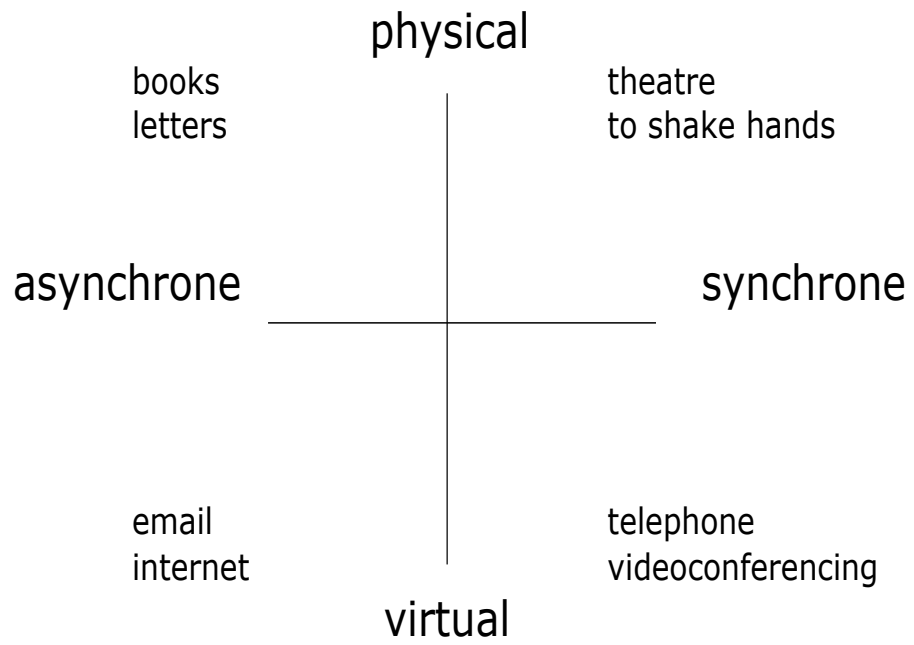 physical
books
letters
theatre
to shake hands
asynchrone
synchrone
email
internet
telephone
videoconferencing
virtual